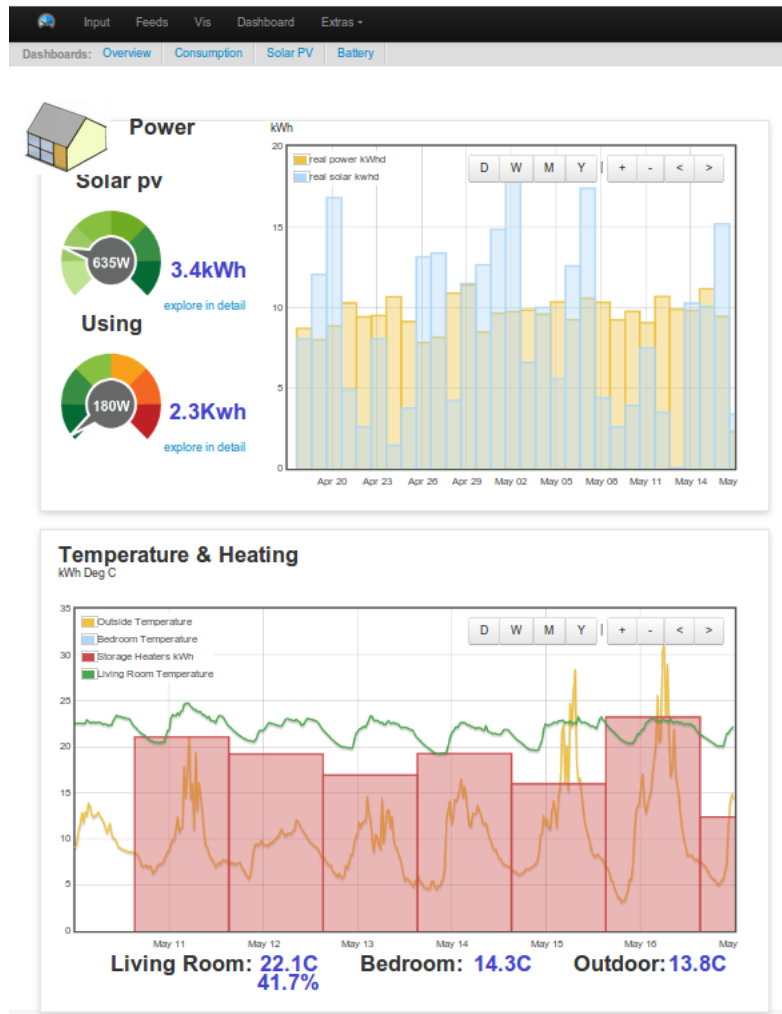 Input Feeds Vis Dashboard Extras
Dashboards: Overview Consumption Solar PV Battery
Power
Solar pv
635W
3.4kWh
explore in detail
Using
180W
2.3Kwh
explore in detail
kWh
real power kWhd
real solar kwhd
D W M Y | + - < >
20
15
10
5
0
Apr 20 Apr 23 Apr 26 Apr 29 May 02 May 05 May 08 May 11 May 14 May
Temperature & Heating
kWh Deg C
Outside Temperature
Bedroom Temperature
Storage Heaters kWh
Living Room Temperature
D W M Y | + - < >
35
30
25
20
15
10
5
0
May 11 May 12 May 13 May 14 May 15 May 16 May
Living Room: 22.1C Bedroom: 14.3C Outdoor: 13.8C
41.7%